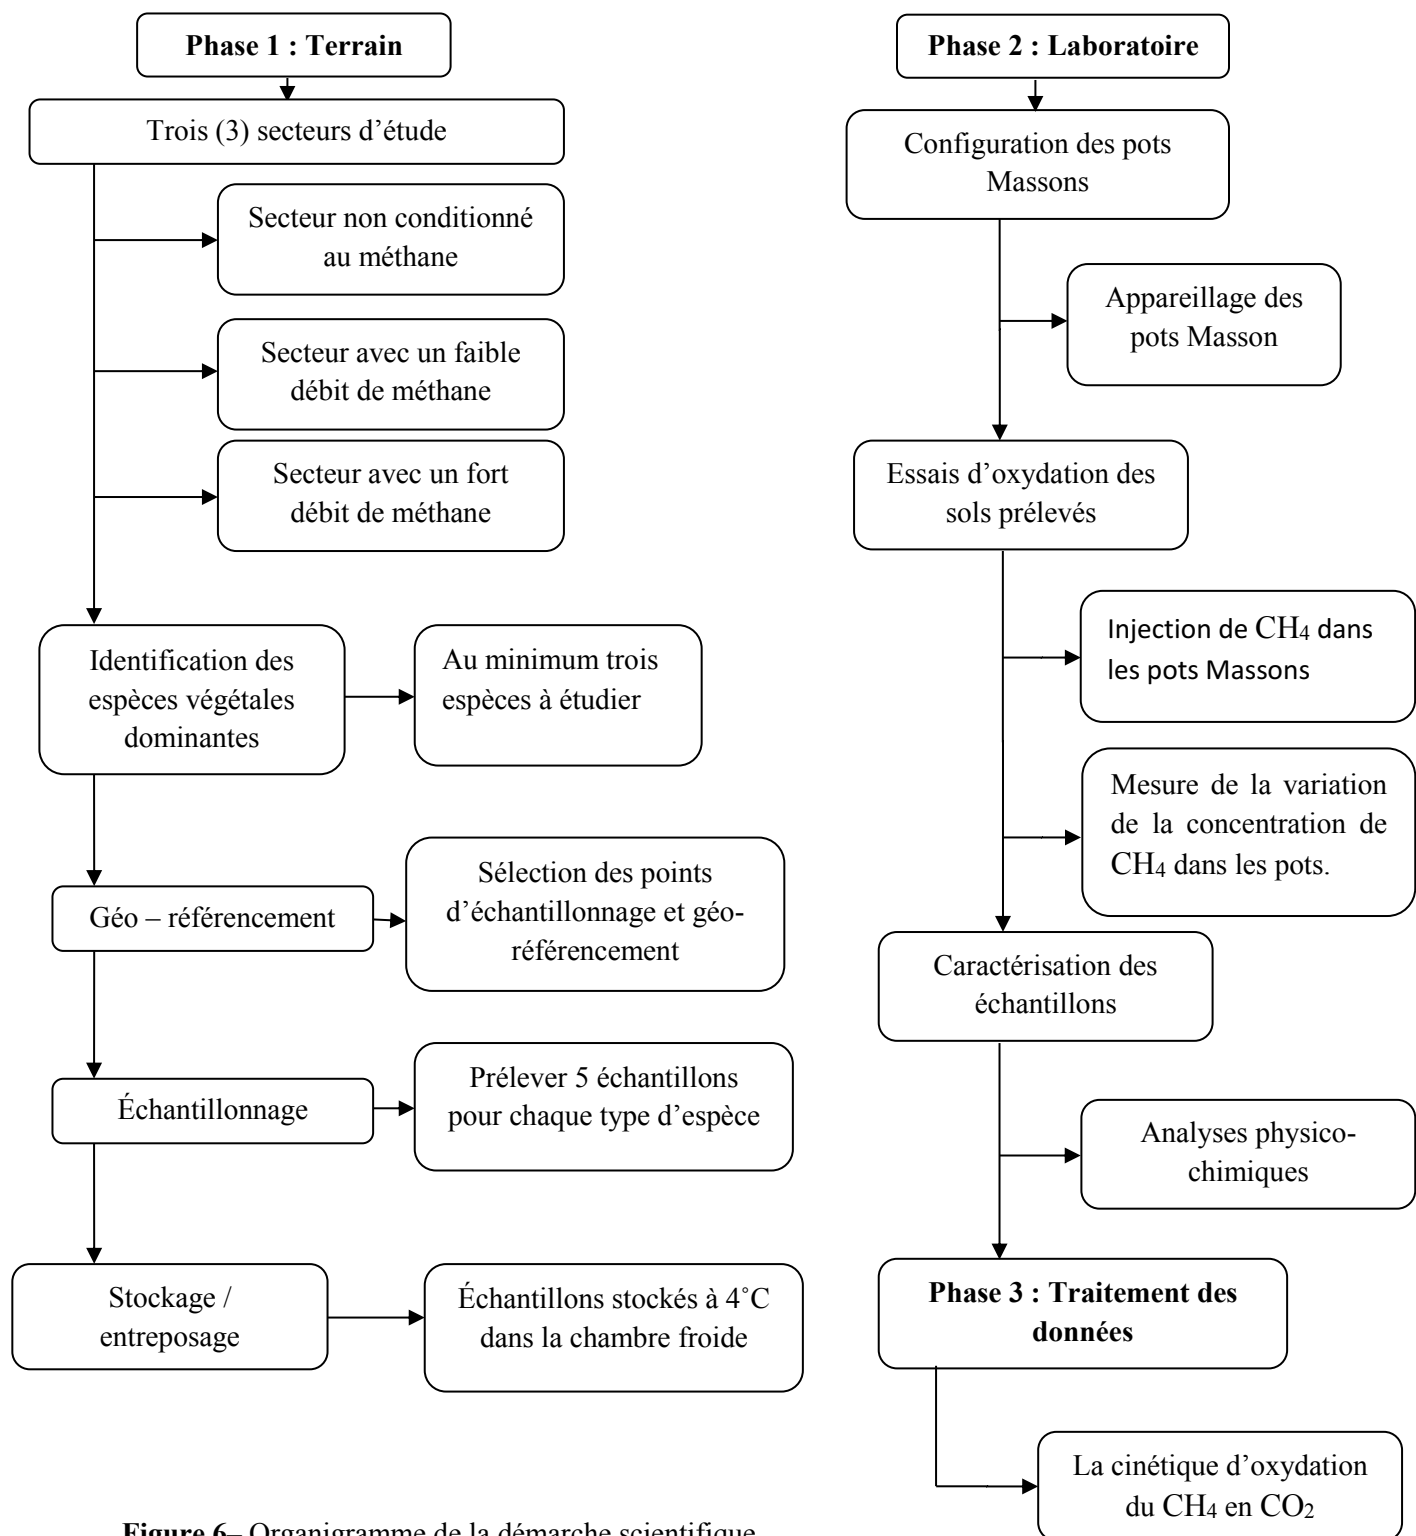 Phase 1 : Terrain
Trois (3) secteurs d’étude
Secteur non conditionné
au méthane
Secteur avec un faible
débit de méthane
Secteur avec un fort
débit de méthane
Identification des
espèces végétales
dominantes
Au minimum trois
espèces à étudier
Géo – référencement
Sélection des points
d’échantillonnage et géo-
référencement
Échantillonnage
Prélever 5 échantillons
pour chaque type d’espèce
Stockage /
entreposage
Échantillons stockés à 4˚C
dans la chambre froide
Phase 2 : Laboratoire
Configuration des pots
Massons
Appareillage des
pots Masson
Essais d’oxydation des
sols prélevés
Injection de CH4 dans
les pots Massons
Mesure de la variation
de la concentration de
CH4 dans les pots.
Caractérisation des
échantillons
Analyses physico-
chimiques
Phase 3 : Traitement des
données
La cinétique d’oxydation
du CH4 en CO2
Figure 6– Organigramme de la démarche scientifique